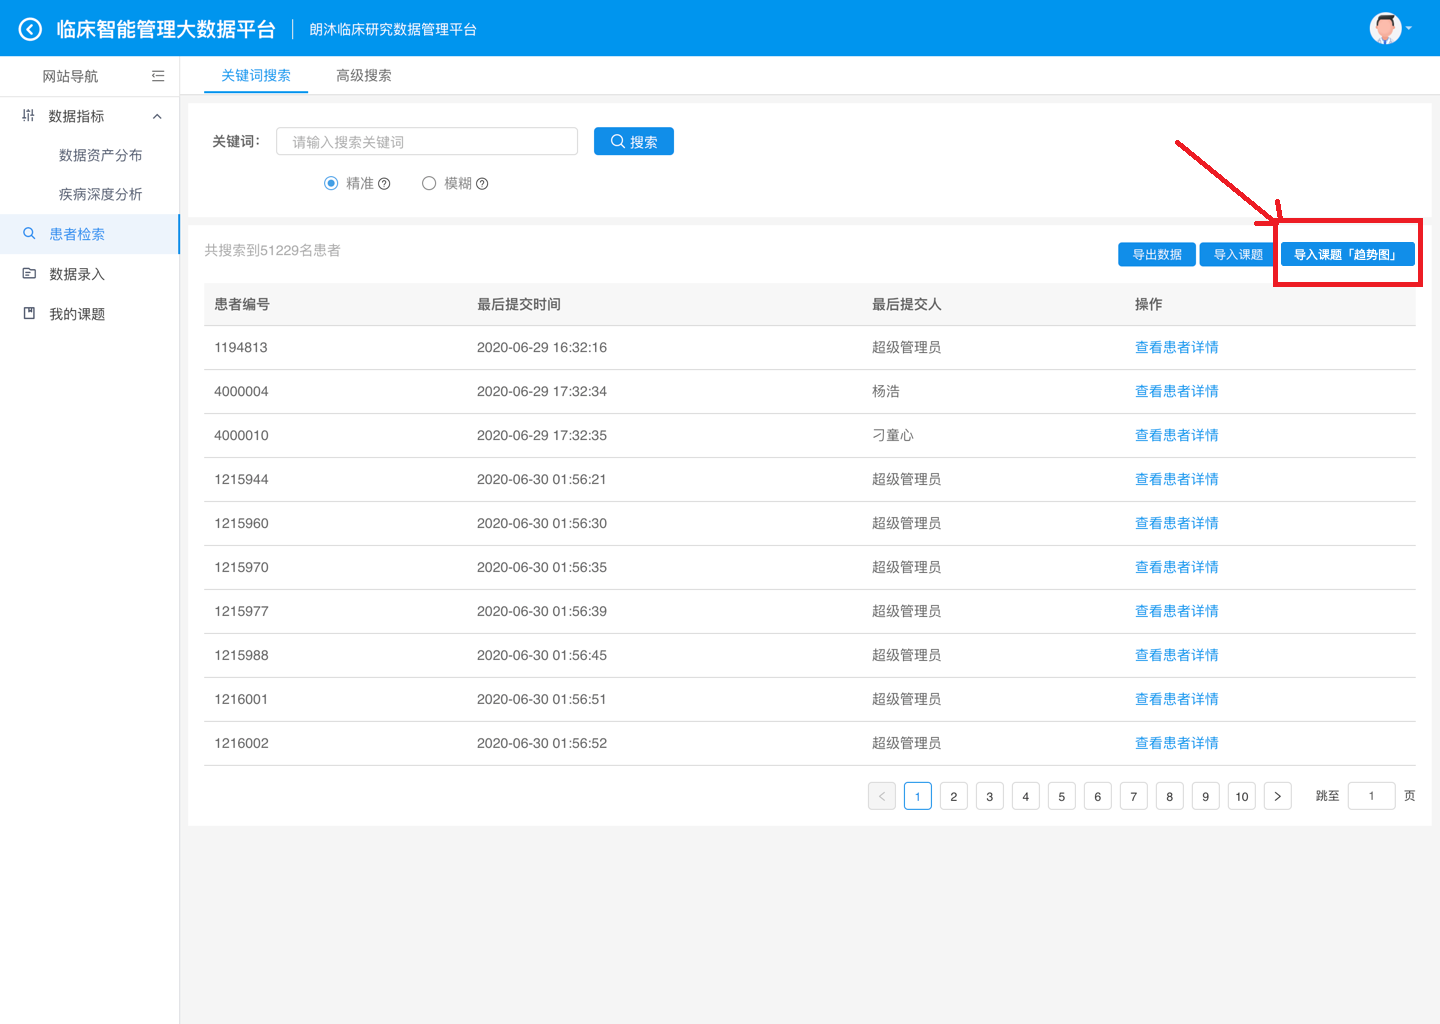 临床智能管理大数据平台 朗沐临床研究数据管理平台
网站导航
数据指标
数据资产分布
疾病深度分析
患者检索
数据录入
我的课题
关键词搜索 高级搜索
关键词: 请输入搜索关键词 搜索
精准 模糊
共搜索到51229名患者
导出数据 导入课题 导入课题「趋势图」
患者编号 最后提交时间 最后提交人 操作
1194813 2020-06-29 16:32:16 超级管理员 查看患者详情
4000004 2020-06-29 17:32:34 杨浩 查看患者详情
4000010 2020-06-29 17:32:35 刁童心 查看患者详情
1215944 2020-06-30 01:56:21 超级管理员 查看患者详情
1215960 2020-06-30 01:56:30 超级管理员 查看患者详情
1215970 2020-06-30 01:56:35 超级管理员 查看患者详情
1215977 2020-06-30 01:56:39 超级管理员 查看患者详情
1215988 2020-06-30 01:56:45 超级管理员 查看患者详情
1216001 2020-06-30 01:56:51 超级管理员 查看患者详情
1216002 2020-06-30 01:56:52 超级管理员 查看患者详情
< 1 2 3 4 5 6 7 8 9 10 > 跳至 1 页